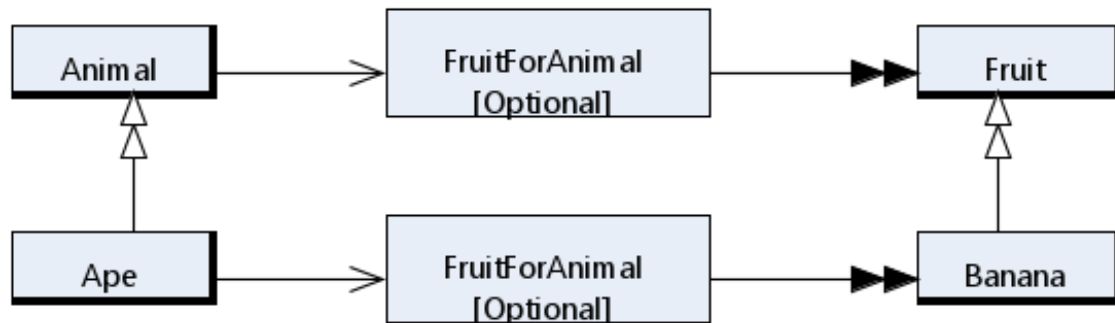 Animal
FruitForAnimal
[Optional]
Fruit
Ape
FruitForAnimal
[Optional]
Banana